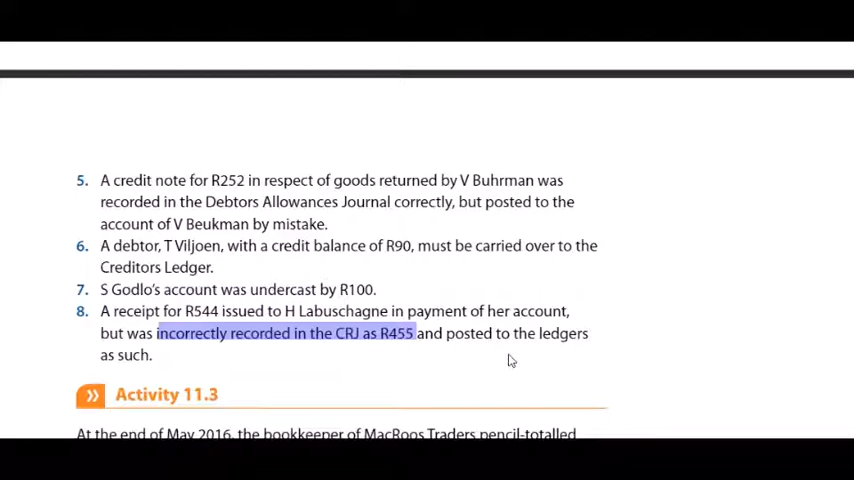 5. A credit note for R252 in respect of goods returned by V Buhrman was
recorded in the Debtors Allowances Journal correctly, but posted to the
account of V Beukman by mistake.
6. A debtor, T Viljoen, with a credit balance of R90, must be carried over to the
Creditors Ledger.
7. S Godlo's account was undercast by R100.
8. A receipt for R544 issued to H Labuschagne in payment of her account,
but was incorrectly recorded in the CRJ as R455 and posted to the ledgers
as such.
» Activity 11.3
At the end of May 2016, the bookkeeper of MacRoos Traders pencil-totalled